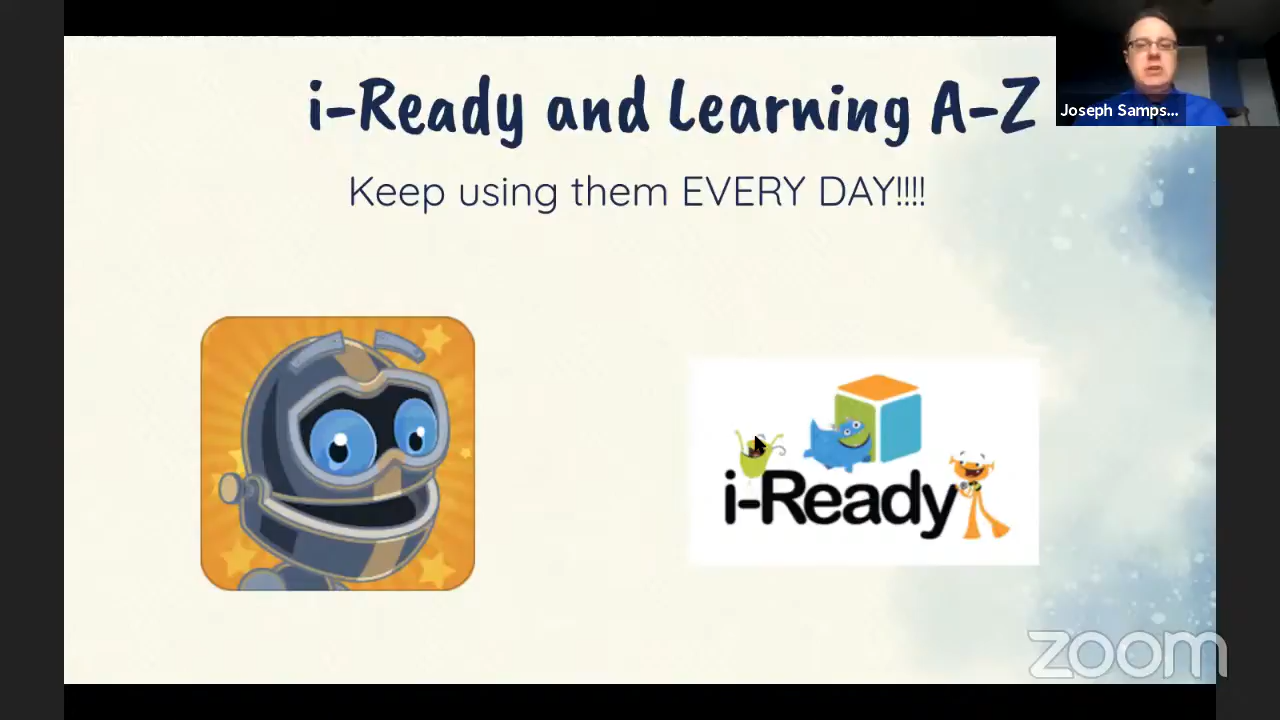 i-Ready and Learning A-Z
Joseph Samps...
Keep using them EVERY DAY!!!!
i-Ready
zoom